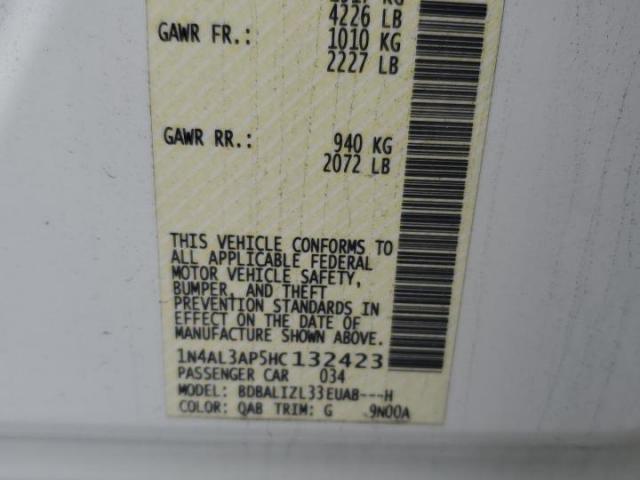 4226 LB
GAWR FR.: 1010 KG
2227 LB
GAWR RR.: 940 KG
2072 LB
THIS VEHICLE CONFORMS TO
ALL APPLICABLE FEDERAL
MOTOR VEHICLE SAFETY,
BUMPER, AND THEFT
PREVENTION STANDARDS IN
EFFECT ON THE DATE OF
MANUFACTURE SHOWN ABOVE.
1N4AL3AP5HC132423
PASSENGER CAR 034
MODEL: BDBALIZL33EUAB---H
COLOR: QAB TRIM: G 9N00A